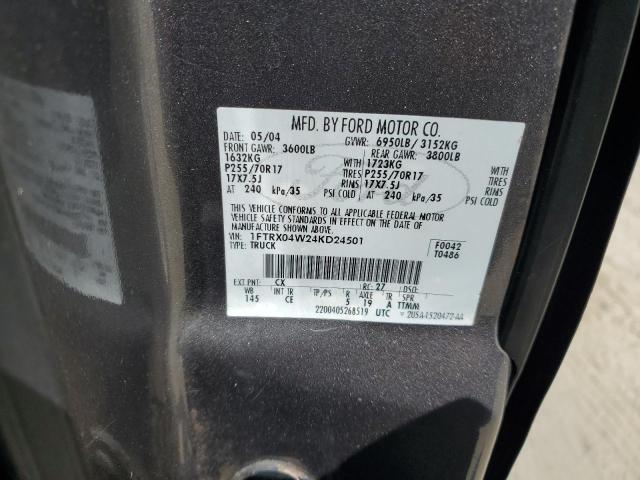 MFD. BY FORD MOTOR CO.
DATE: 05/04 GVWR: 6950LB/ 3152KG
FRONT GAWR: 3600LB REAR GAWR: 3800LB
1632KG WITH 1723KG WITH
P255/70R17 TIRES P255/70R17 TIRES
17X7.5J RIMS 17X7.5J RIMS
AT 240 kPa/35 PSI COLD AT 240 kPa/35 PSI COLD
THIS VEHICLE CONFORMS TO ALL APPLICABLE FEDERAL MOTOR
VEHICLE SAFETY STANDARDS IN EFFECT ON THE DATE OF
MANUFACTURE SHOWN ABOVE.
VIN: 1FTRX04W24KD24501 F0042
TYPE: TRUCK T0486
EXT PNT: CX RC: 27 DSO:
WB INT TR TP/PS R AXLE TR SPR
145 CE 5 19 A TTMM
2200405268519 UTC
Ford